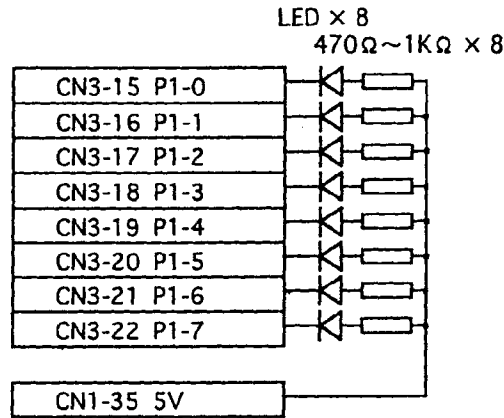 LED × 8
470Ω～1KΩ × 8
CN3-15 P1-0
CN3-16 P1-1
CN3-17 P1-2
CN3-18 P1-3
CN3-19 P1-4
CN3-20 P1-5
CN3-21 P1-6
CN3-22 P1-7
CN1-35 5V